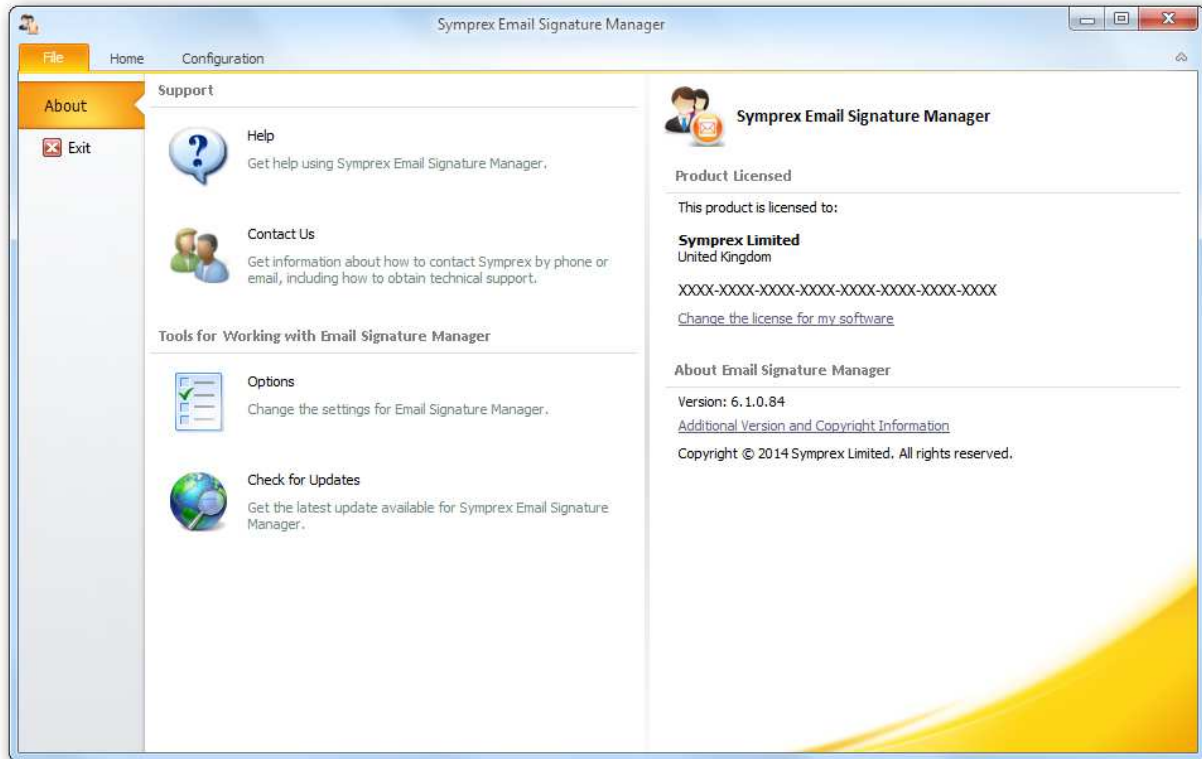 Symprex Email Signature Manager
File Home Configuration
About
Exit
Support
Help
Get help using Symprex Email Signature Manager.
Contact Us
Get information about how to contact Symprex by phone or
email, including how to obtain technical support.
Tools for Working with Email Signature Manager
Options
Change the settings for Email Signature Manager.
Check for Updates
Get the latest update available for Symprex Email Signature
Manager.
Symprex Email Signature Manager
Product Licensed
This product is licensed to:
Symprex Limited
United Kingdom
XXXX-XXXX-XXXX-XXXX-XXXX-XXXX-XXXX-XXXX
Change the license for my software
About Email Signature Manager
Version: 6.1.0.84
Additional Version and Copyright Information
Copyright © 2014 Symprex Limited. All rights reserved.